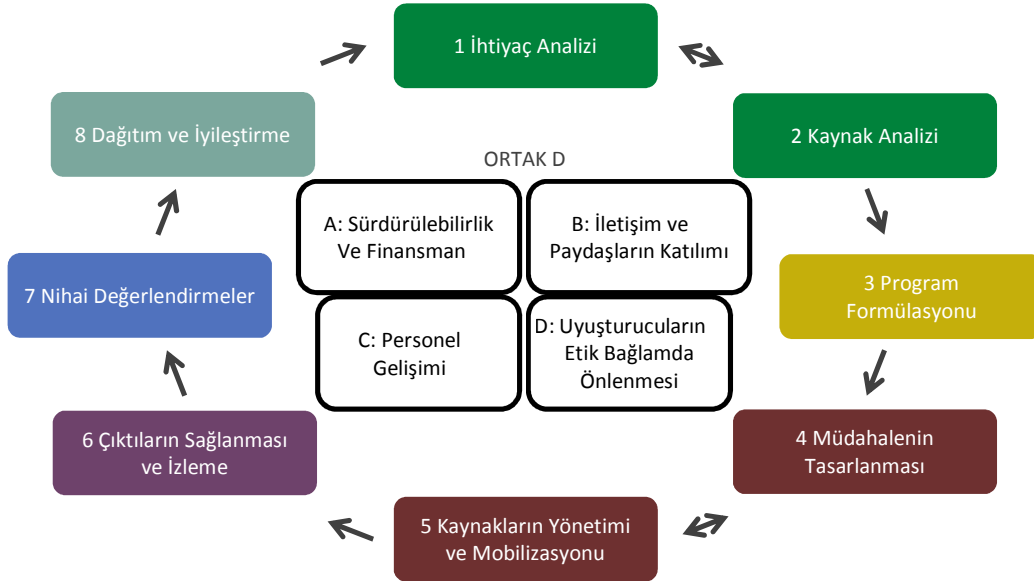 1 İhtiyaç Analizi
8 Dağıtım ve İyileştirme
2 Kaynak Analizi
ORTAK D
A: Sürdürülebilirlik
Ve Finansman
B: İletişim ve
Paydaşların Katılımı
7 Nihai Değerlendirmeler
3 Program
Formülasyonu
C: Personel
Gelişimi
D: Uyuşturucuların
Etik Bağlamda
Önlenmesi
6 Çıktıların Sağlanması
ve İzleme
4 Müdahalenin
Tasarlanması
5 Kaynakların Yönetimi
ve Mobilizasyonu